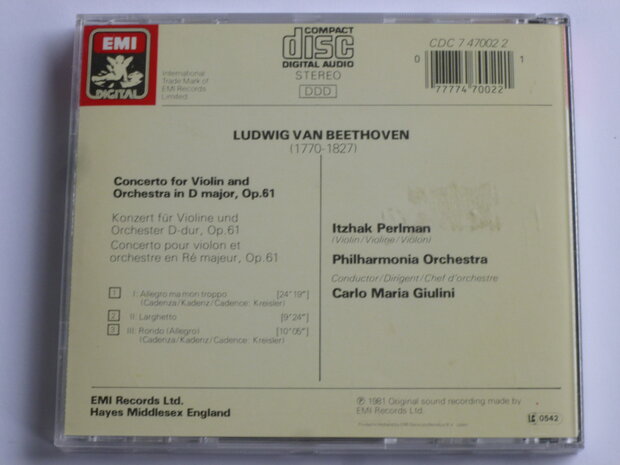 EMI
DIGITAL
International
Trade Mark of
EMI Records
Limited
COMPACT
disc
DIGITAL AUDIO
STEREO
DDD
CDC 7 47002 2
0
1
77774 70022
LUDWIG VAN BEETHOVEN
(1770-1827)
Concerto for Violin and
Orchestra in D major, Op.61
Konzert für Violine und
Orchester D-dur, Op.61
Concerto pour violon et
orchestre en Ré majeur, Op.61
1 I: Allegro ma mon troppo [24'19"]
(Cadenza/Kadenz/Cadence: Kreisler)
2 II: Larghetto [9'24"]
3 III: Rondo (Allegro) [10'05"]
(Cadenza/Kadenz/Cadence: Kreisler)
Itzhak Perlman
(Violin/Violine/Violon)
Philharmonia Orchestra
Conductor/Dirigent/Chef d'orchestre
Carlo Maria Giulini
EMI Records Ltd.
Hayes Middlesex England
℗ 1981 Original sound recording made by
EMI Records Ltd.
0542